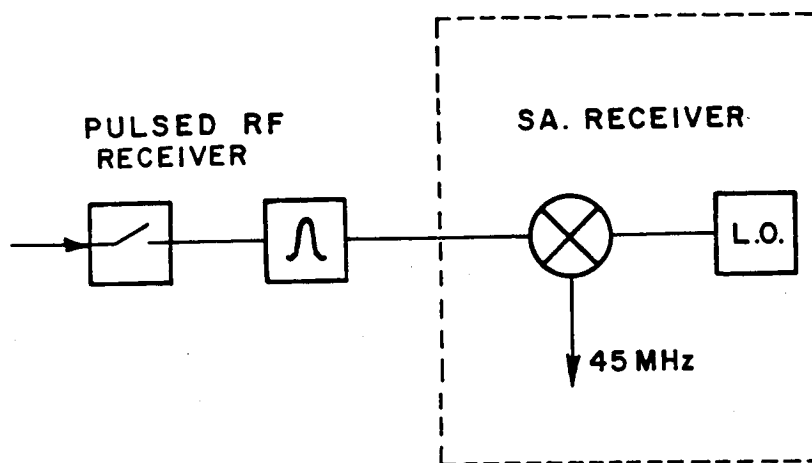 PULSED RF
RECEIVER
SA. RECEIVER
L.O.
45 MHz